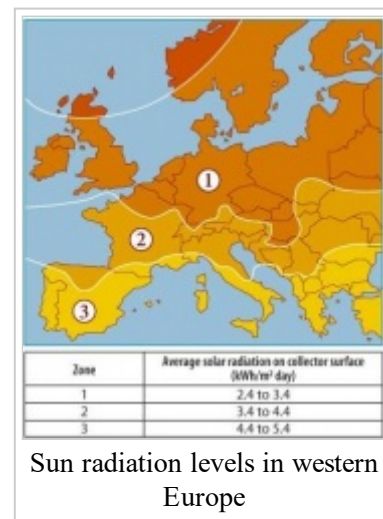 1
2
3
Zone Average solar radiation on collector surface
(kWh/m² day)
1 2.4 to 3.4
2 3.4 to 4.4
3 4.4 to 5.4
Sun radiation levels in western
Europe